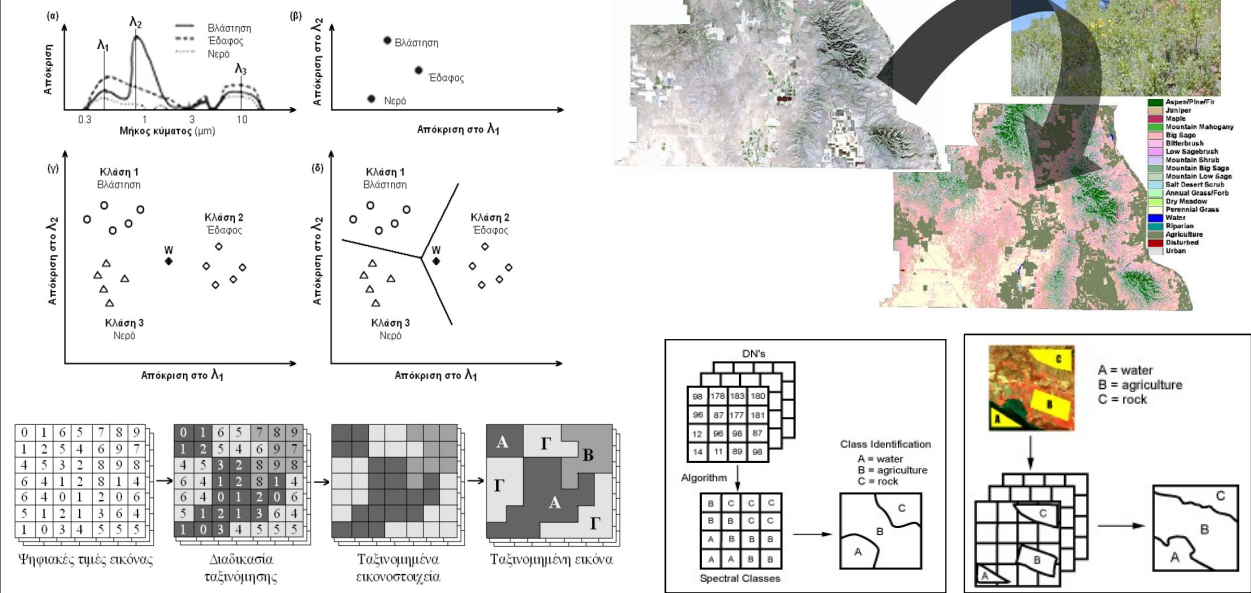 (α)
λ1
λ2
λ3
Βλάστηση
Έδαφος
Νερό
Απόκριση
0.3
1
3
10
Μήκος κύματος (μm)
(β)
Απόκριση στο λ2
Βλάστηση
Έδαφος
Νερό
Απόκριση στο λ1
(γ)
Απόκριση στο λ2
Κλάση 1
Βλάστηση
Κλάση 2
Έδαφος
W
Κλάση 3
Νερό
Απόκριση στο λ1
(δ)
Απόκριση στο λ2
Κλάση 1
Βλάστηση
Κλάση 2
Έδαφος
W
Κλάση 3
Νερό
Απόκριση στο λ1
Aspen/Pine/Fir
Juniper
Maple
Mountain Mahogany
Big Sage
Bitterbrush
Low Sagebrush
Mountain Shrub
Mountain Big Sage
Mountain Low Sage
Salt Desert Scrub
Annual Grass/Forb
Dry Meadow
Perennial Grass
Water
Riparian
Agriculture
Disturbed
Urban
0 1 6 5 7 8 9
1 2 5 4 6 9 7
4 5 3 2 8 9 8
6 4 1 2 8 1 4
6 4 0 1 2 0 6
5 1 2 1 3 6 4
1 0 3 4 5 5 5
Ψηφιακές τιμές εικόνας
0 1 6 5 7 8 9
1 2 5 4 6 9 7
4 5 3 2 8 9 8
6 4 1 2 8 1 4
6 4 0 1 2 0 6
5 1 2 1 3 6 4
1 0 3 4 5 5 5
Διαδικασία
ταξινόμησης
Ταξινομημένα
εικονοστοιχεία
Α
Γ
Β
Γ
Α
Γ
Ταξινομημένη εικόνα
DN's
98 178 183 180
96 87 177 181
12 96 98 87
14 11 89 98
Algorithm
B C C C
B B C C
A B B B
A A B B
Spectral Classes
Class Identification
A = water
B = agriculture
C = rock
C
B
A
C
B
A
A = water
B = agriculture
C = rock
C
B
A
C
B
A